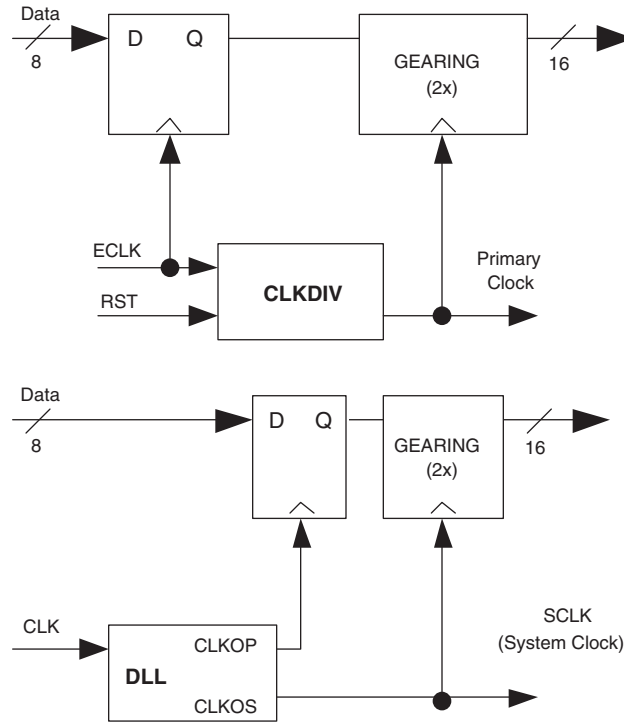 Data
8
D Q
GEARING
(2x)
16
ECLK
RST
CLKDIV
Primary
Clock
Data
8
D Q
GEARING
(2x)
16
CLK
DLL
CLKOP
CLKOS
SCLK
(System Clock)